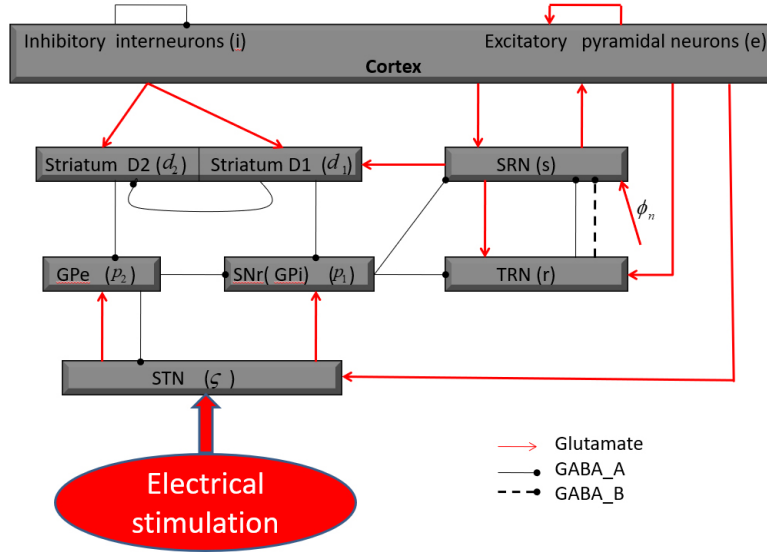 Inhibitory interneurons (i) Excitatory pyramidal neurons (e)
Cortex
Striatum D2 (d₂) Striatum D1 (d₁) SRN (s)
ϕₙ
GPe (p₂) SNr( GPi) (p₁) TRN (r)
STN (ς )
Electrical
stimulation
Glutamate
GABA_A
GABA_B